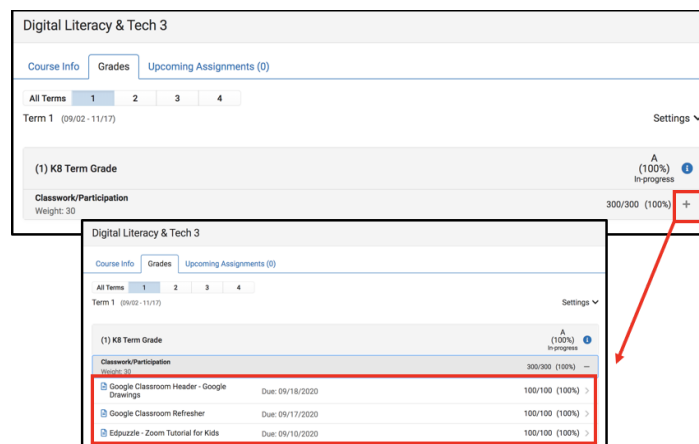 Digital Literacy & Tech 3
Course Info Grades Upcoming Assignments (0)
All Terms 1 2 3 4
Term 1 (09/02 - 11/17)
Settings
(1) K8 Term Grade
A
(100%)
In-progress
Classwork/Participation
Weight: 30
300/300 (100%) +
Digital Literacy & Tech 3
Course Info Grades Upcoming Assignments (0)
All Terms 1 2 3 4
Term 1 (09/02 - 11/17)
Settings
(1) K8 Term Grade
A
(100%)
In-progress
Classwork/Participation
Weight: 30
300/300 (100%) −
Google Classroom Header - Google
Drawings
Due: 09/18/2020
100/100 (100%) >
Google Classroom Refresher
Due: 09/17/2020
100/100 (100%) >
Edpuzzle - Zoom Tutorial for Kids
Due: 09/10/2020
100/100 (100%) >